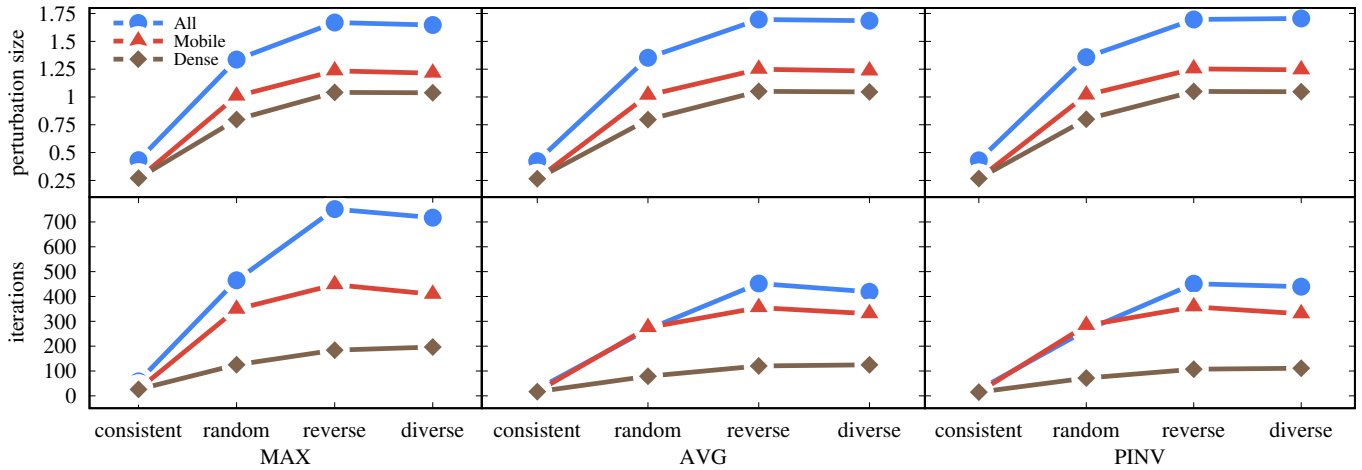 perturbation size
1.75
1.5
1.25
1
0.75
0.5
0.25
All
Mobile
Dense
iterations
700
600
500
400
300
200
100
0
consistent random reverse diverse
MAX
consistent random reverse diverse
AVG
consistent random reverse diverse
PINV